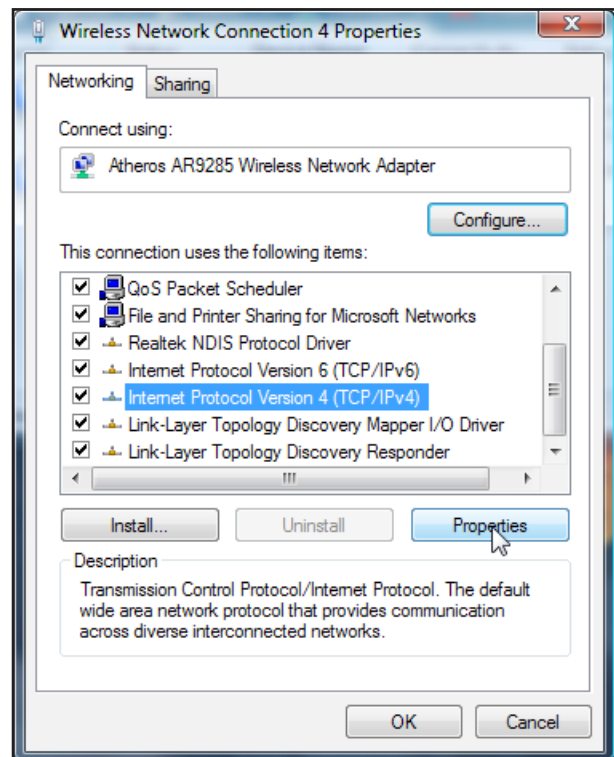 Wireless Network Connection 4 Properties
Networking
Sharing
Connect using:
Atheros AR9285 Wireless Network Adapter
Configure...
This connection uses the following items:
QoS Packet Scheduler
File and Printer Sharing for Microsoft Networks
Realtek NDIS Protocol Driver
Internet Protocol Version 6 (TCP/IPv6)
Internet Protocol Version 4 (TCP/IPv4)
Link-Layer Topology Discovery Mapper I/O Driver
Link-Layer Topology Discovery Responder
Install...
Uninstall
Properties
Description
Transmission Control Protocol/Internet Protocol. The default
wide area network protocol that provides communication
across diverse interconnected networks.
OK
Cancel